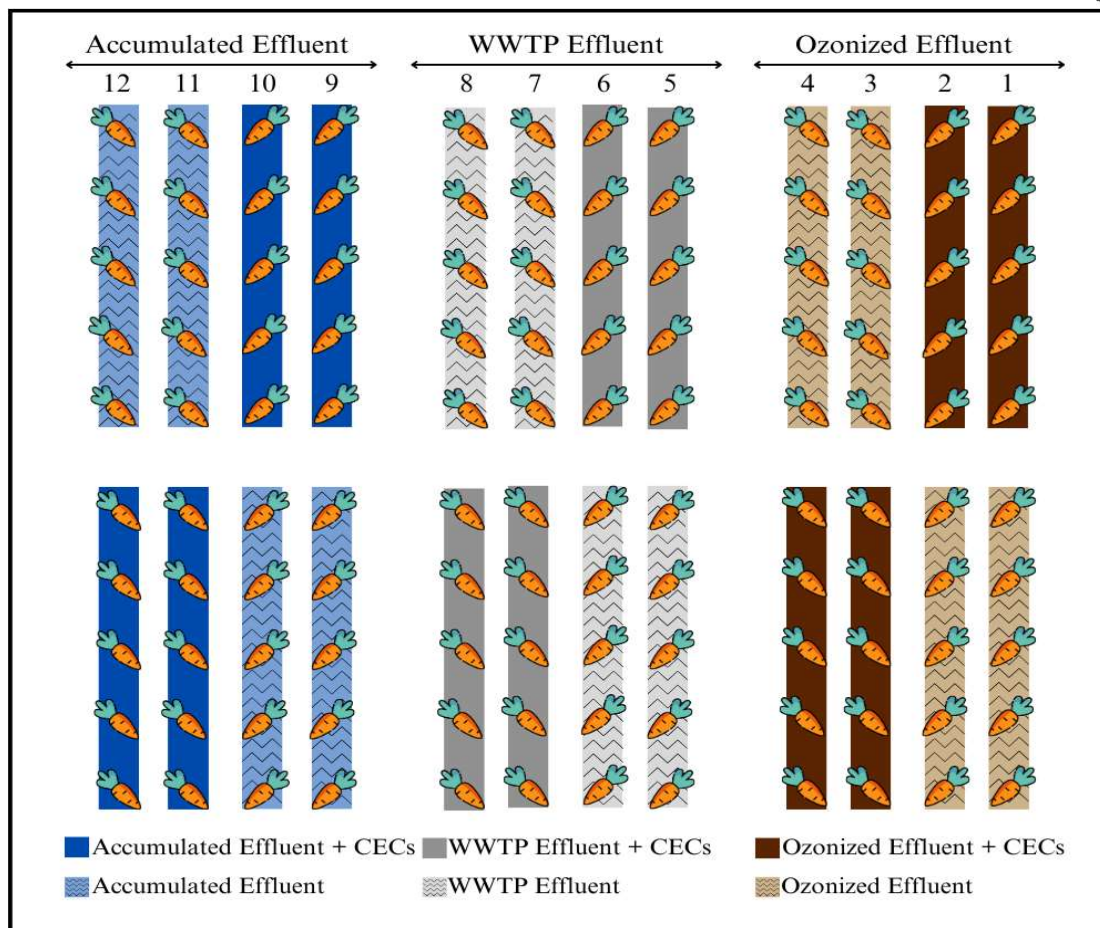 Accumulated Effluent WWTP Effluent Ozonized Effluent
12 11 10 9 8 7 6 5 4 3 2 1
Accumulated Effluent + CECs WWTP Effluent + CECs Ozonized Effluent + CECs
Accumulated Effluent WWTP Effluent Ozonized Effluent